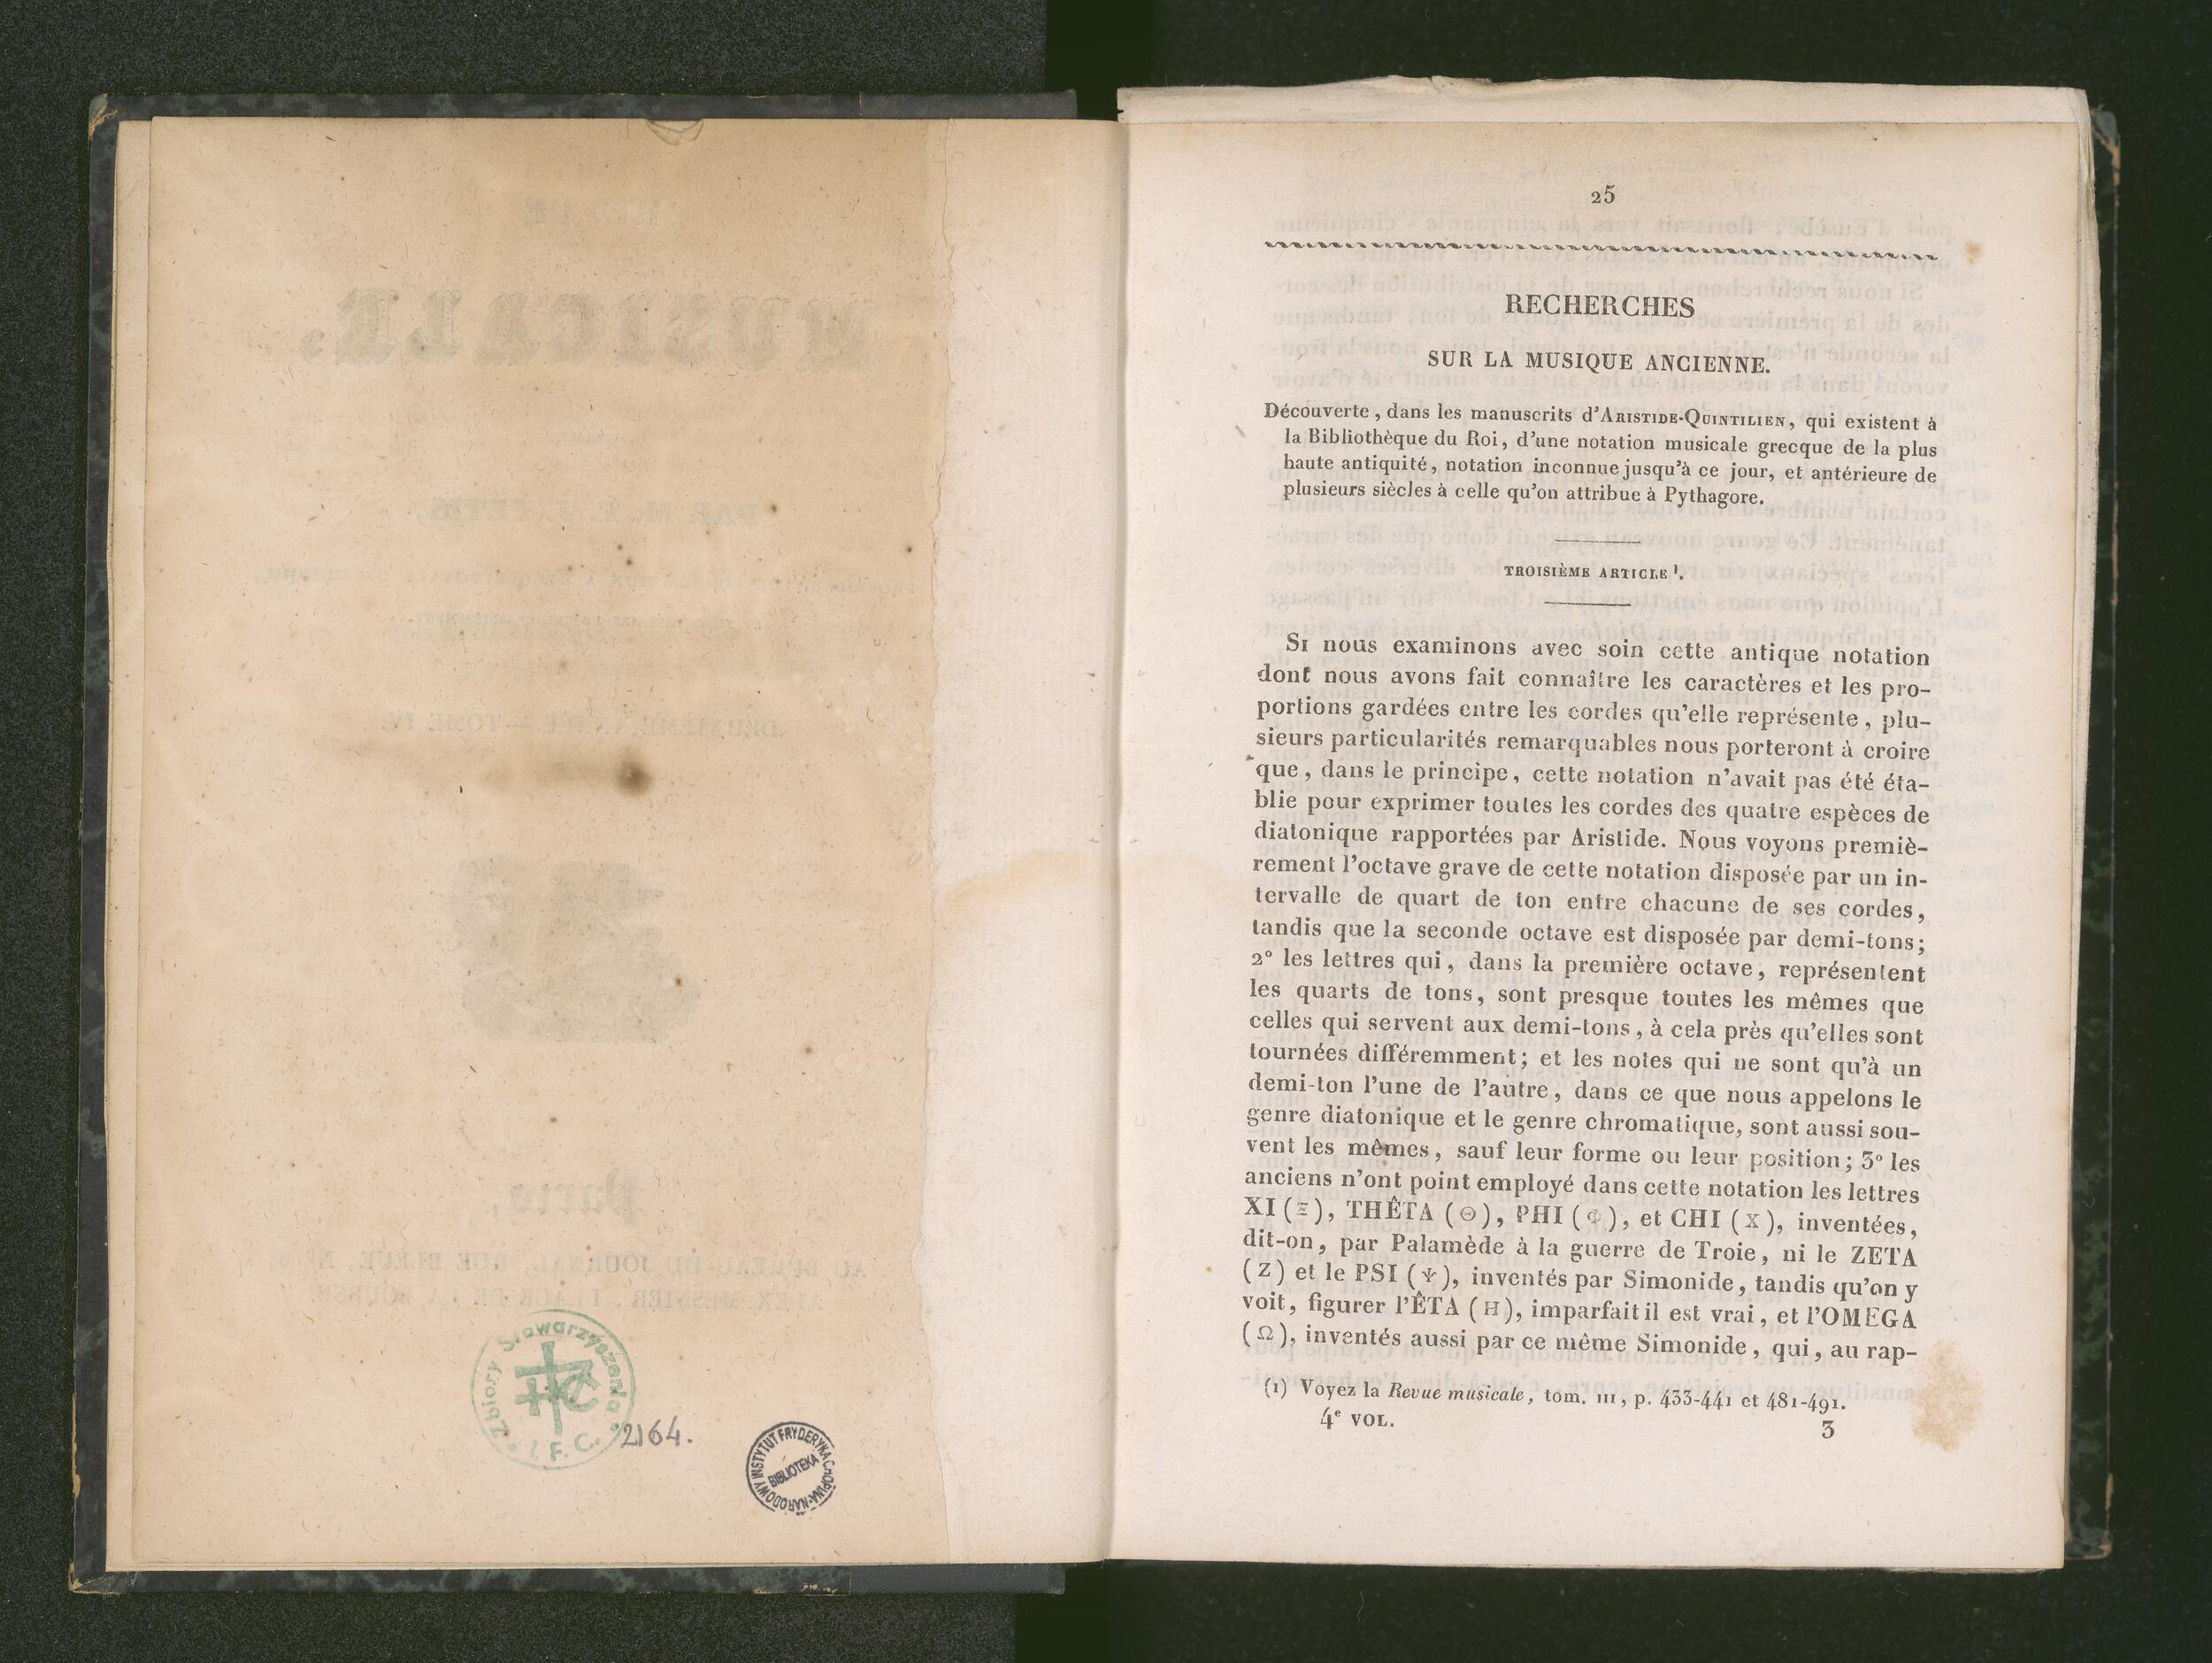 Zbiory Stowarzyszenia
I. F. C.
2164.
NARODOWY INSTYTUT FRYDERYKA CHOPINA
BIBLIOTEKA
25
RECHERCHES
SUR LA MUSIQUE ANCIENNE.
Découverte, dans les manuscrits d'ARISTIDE-QUINTILIEN, qui existent à
la Bibliothèque du Roi, d'une notation musicale grecque de la plus
haute antiquité, notation inconnue jusqu'à ce jour, et antérieure de
plusieurs siècles à celle qu'on attribue à Pythagore.
TROISIÈME ARTICLE ¹.
SI nous examinons avec soin cette antique notation
dont nous avons fait connaître les caractères et les pro-
portions gardées entre les cordes qu'elle représente, plu-
sieurs particularités remarquables nous porteront à croire
que, dans le principe, cette notation n'avait pas été éta-
blie pour exprimer toutes les cordes des quatre espèces de
diatonique rapportées par Aristide. Nous voyons premiè-
rement l'octave grave de cette notation disposée par un in-
tervalle de quart de ton entre chacune de ses cordes,
tandis que la seconde octave est disposée par demi-tons;
2° les lettres qui, dans la première octave, représentent
les quarts de tons, sont presque toutes les mêmes que
celles qui servent aux demi-tons, à cela près qu'elles sont
tournées différemment; et les notes qui ne sont qu'à un
demi-ton l'une de l'autre, dans ce que nous appelons le
genre diatonique et le genre chromatique, sont aussi sou-
vent les mêmes, sauf leur forme ou leur position; 3° les
anciens n'ont point employé dans cette notation les lettres
XI (Ξ), THÊTA (Θ), PHI (Φ), et CHI (X), inventées,
dit-on, par Palamède à la guerre de Troie, ni le ZETA
(Z) et le PSI (Ψ), inventés par Simonide, tandis qu'on y
voit, figurer l'ÊTA (H), imparfait il est vrai, et l'OMEGA
(Ω), inventés aussi par ce même Simonide, qui, au rap-
(1) Voyez la Revue musicale, tom. III, p. 433-441 et 481-491.
4e VOL. 3